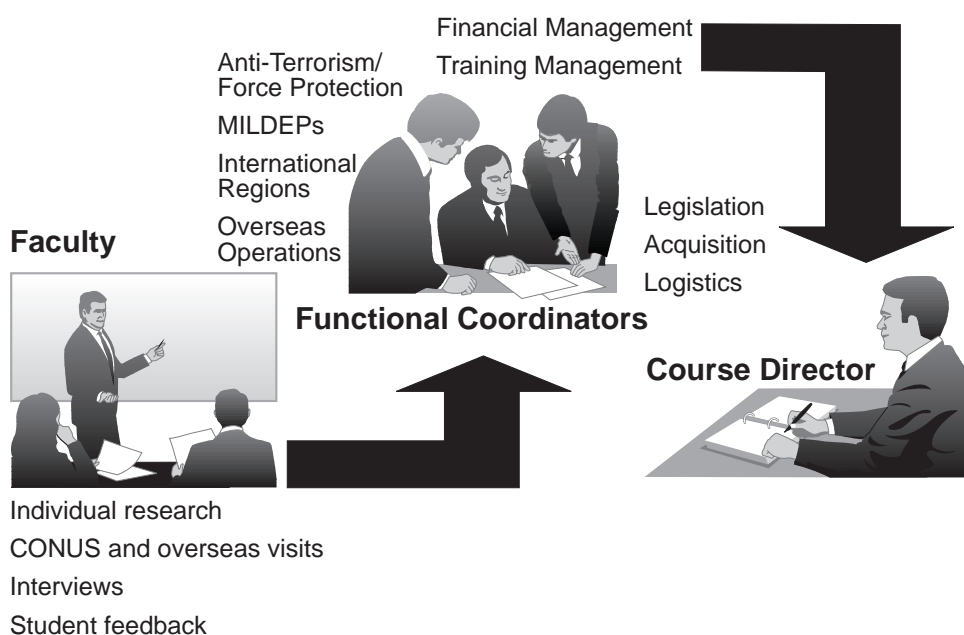 Financial Management
Training Management
Anti-Terrorism/
Force Protection
MILDEPs
International
Regions
Overseas
Operations
Legislation
Acquisition
Logistics
Faculty
Functional Coordinators
Course Director
Individual research
CONUS and overseas visits
Interviews
Student feedback